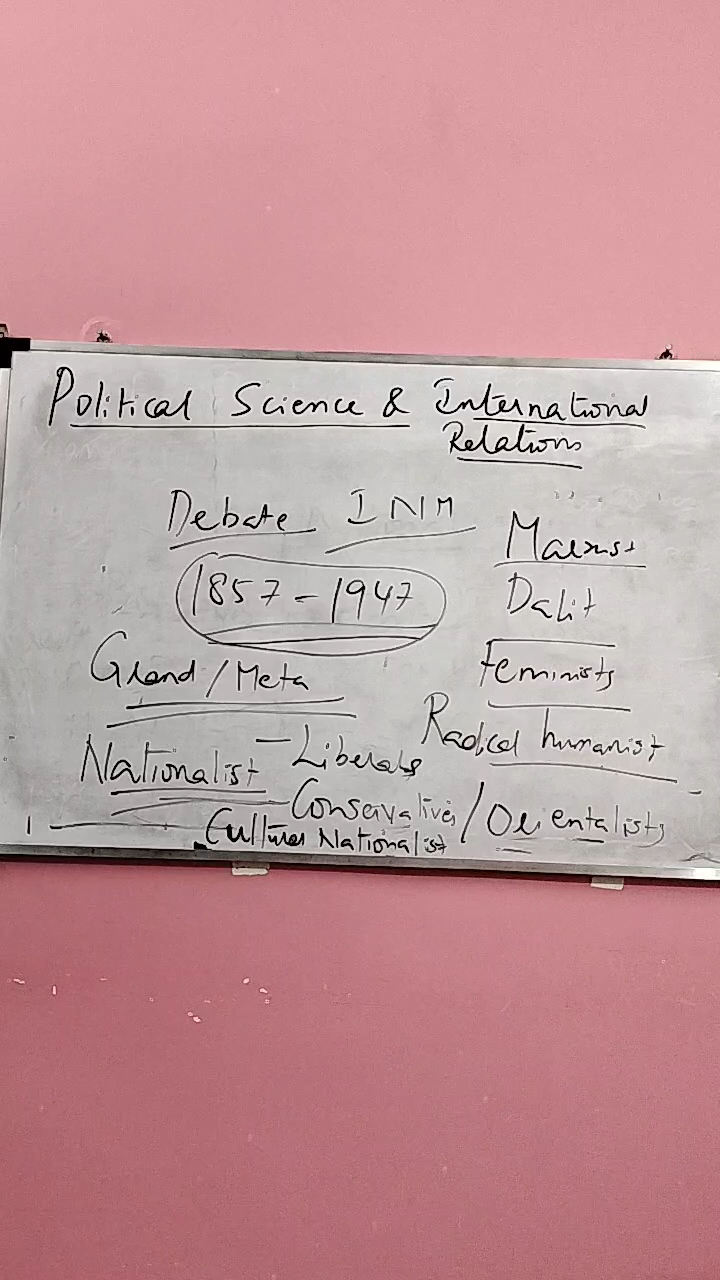 Political Science & International
Relations
Debate INM
1857-1947
Grand/Meta
Nationalist - Liberals
Conservatives/Orientalists
Cultural Nationalist
Marxist
Dalit
Feminists
Radical humanist